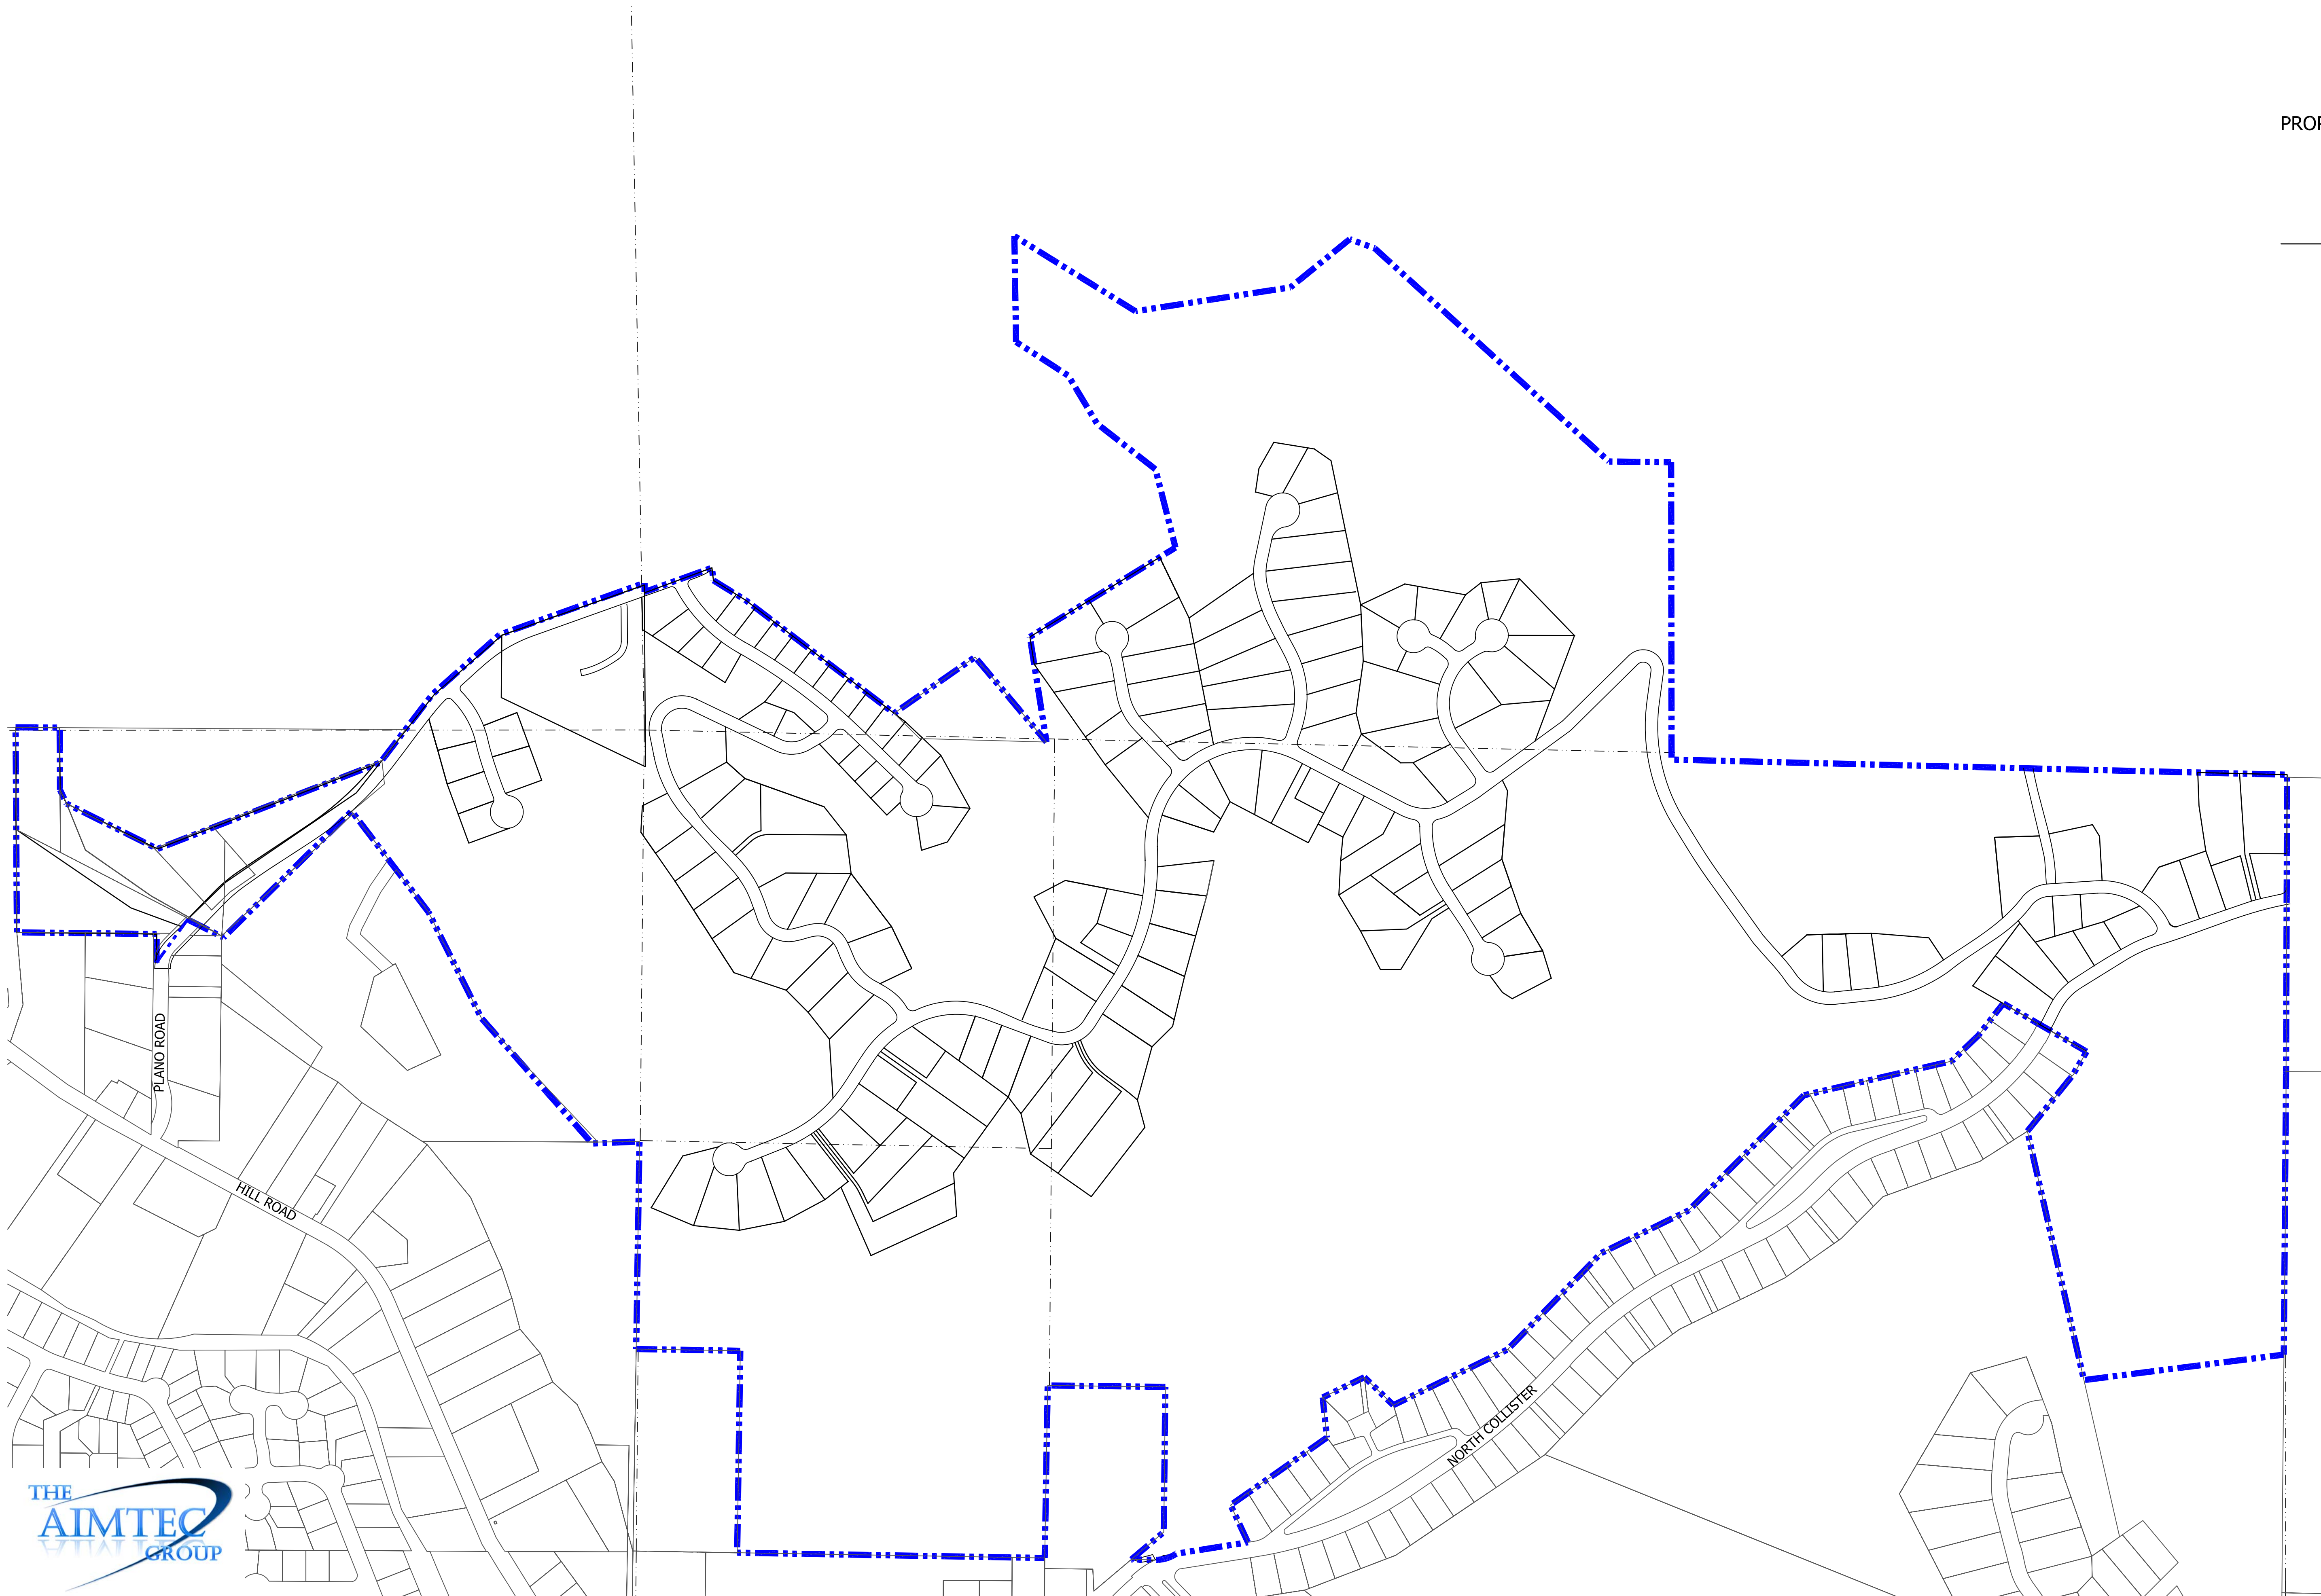 PROP
PLANO ROAD
HILL ROAD
NORTH COLLISTER
THE
AIMTEC
GROUP